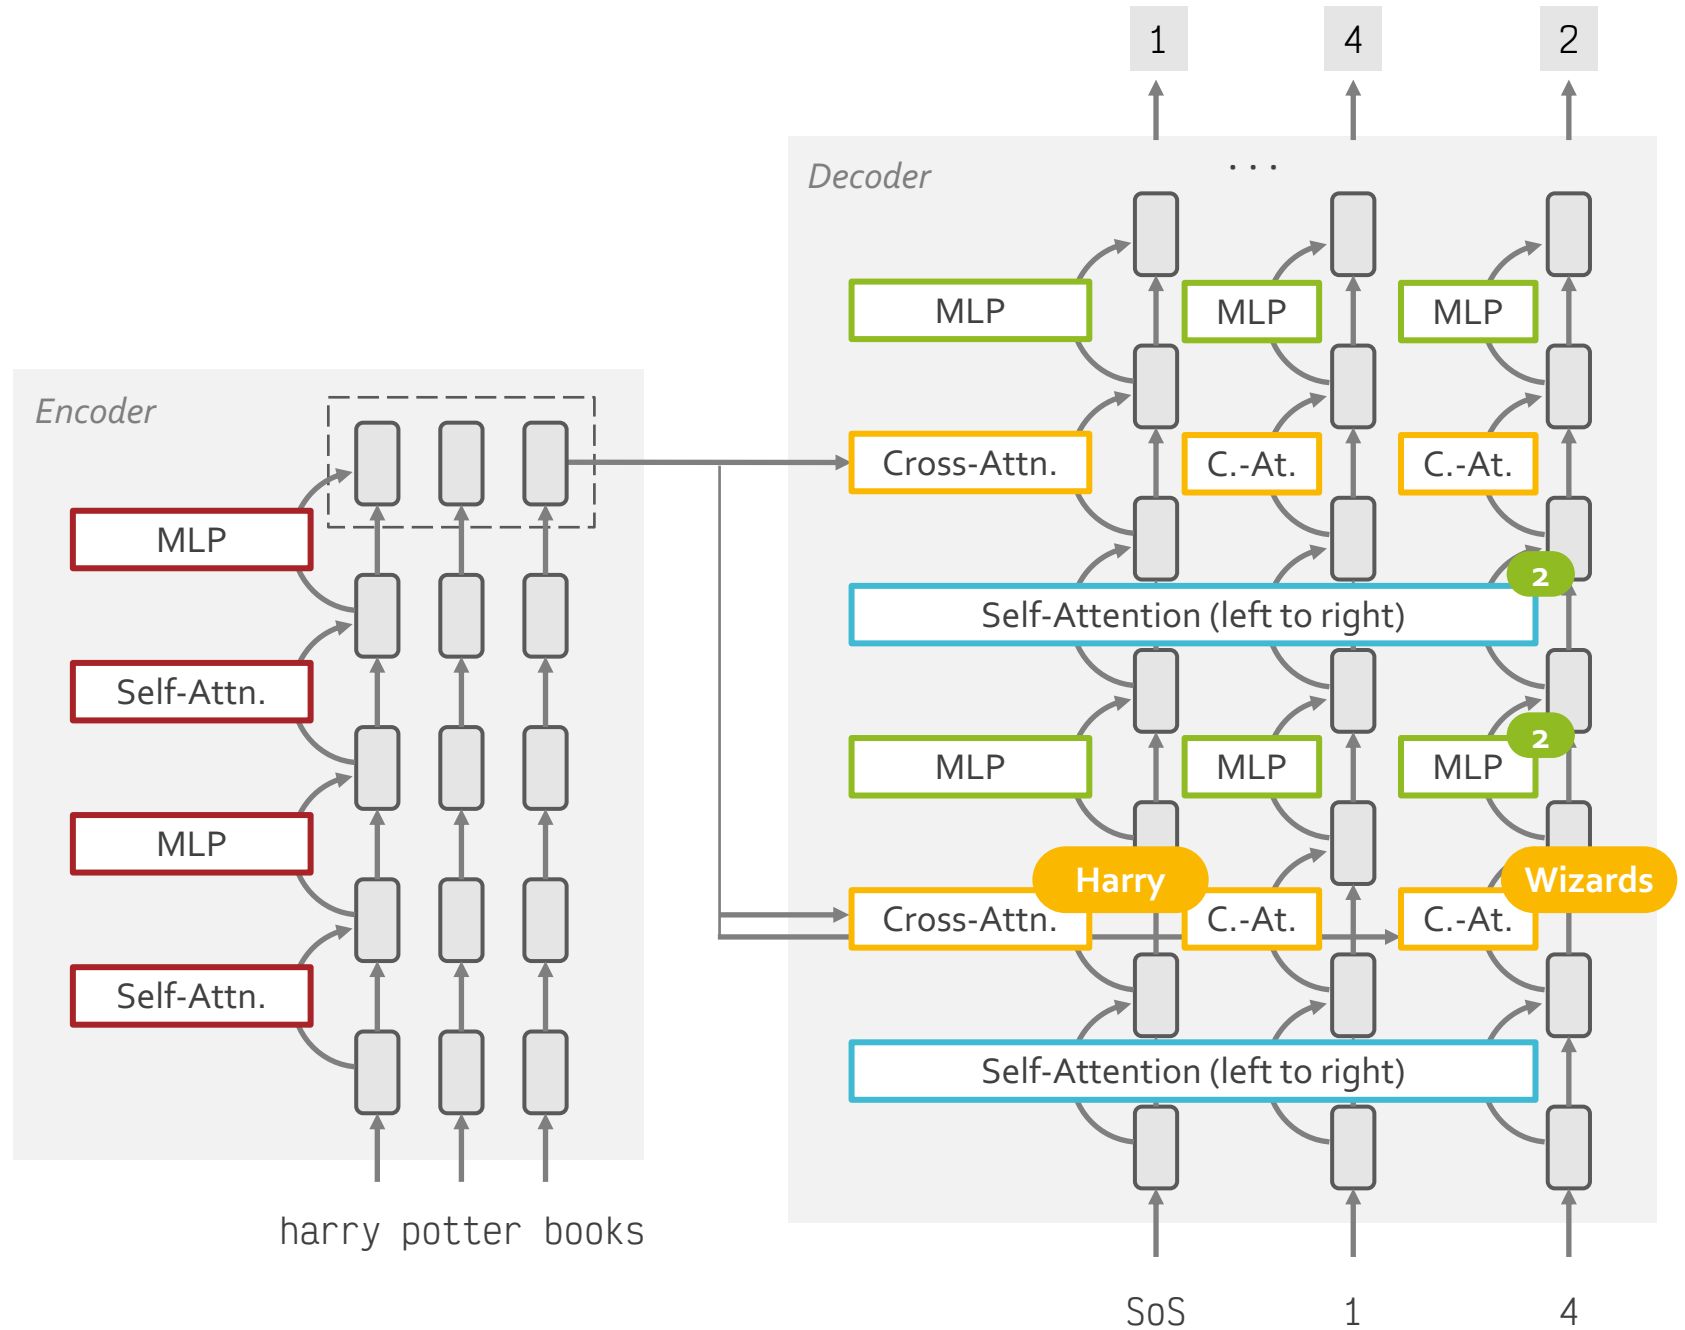 1 4 2
Decoder
. . .
MLP MLP MLP
Encoder
Cross-Attn. C.-At. C.-At.
MLP
2
Self-Attention (left to right)
Self-Attn.
2
MLP MLP MLP
MLP
Harry Wizards
Cross-Attn. C.-At. C.-At.
Self-Attn.
Self-Attention (left to right)
harry potter books
SoS 1 4